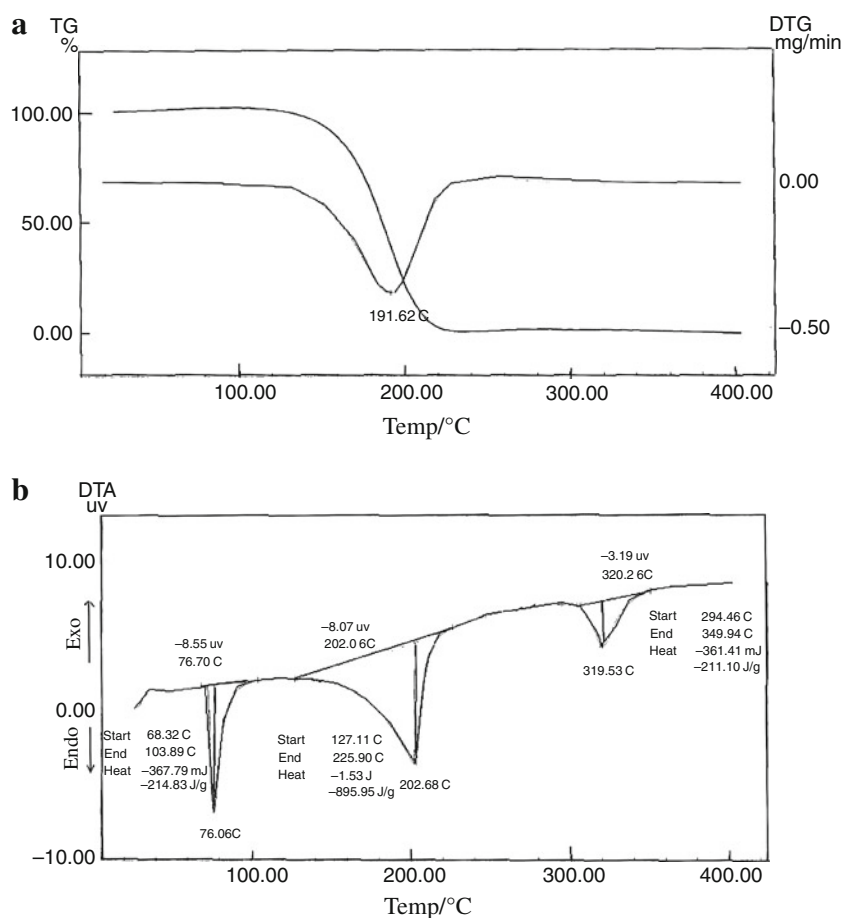 a
TG
%
DTG
mg/min
100.00
50.00
0.00
0.00
−0.50
191.62 C
100.00 200.00 300.00 400.00
Temp/°C
b
DTA
uv
10.00
0.00
−10.00
Exo
Endo
−8.55 uv
76.70 C
Start 68.32 C
End 103.89 C
Heat −367.79 mJ
−214.83 J/g
76.06C
−8.07 uv
202.0 6C
Start 127.11 C
End 225.90 C
Heat −1.53 J
−895.95 J/g
202.68 C
−3.19 uv
320.2 6C
Start 294.46 C
End 349.94 C
Heat −361.41 mJ
−211.10 J/g
319.53 C
100.00 200.00 300.00 400.00
Temp/°C